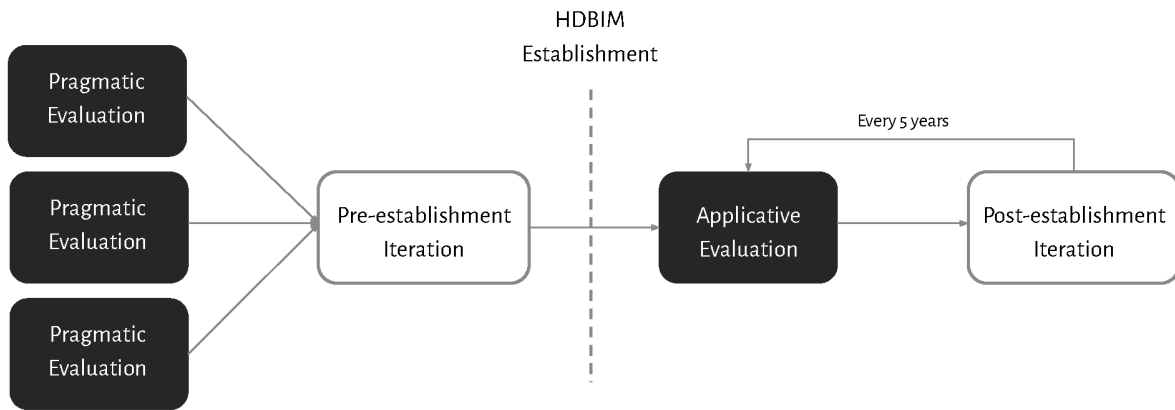 HDBIM
Establishment
Pragmatic
Evaluation
Pragmatic
Evaluation
Pragmatic
Evaluation
Pre-establishment
Iteration
Every 5 years
Applicative
Evaluation
Post-establishment
Iteration